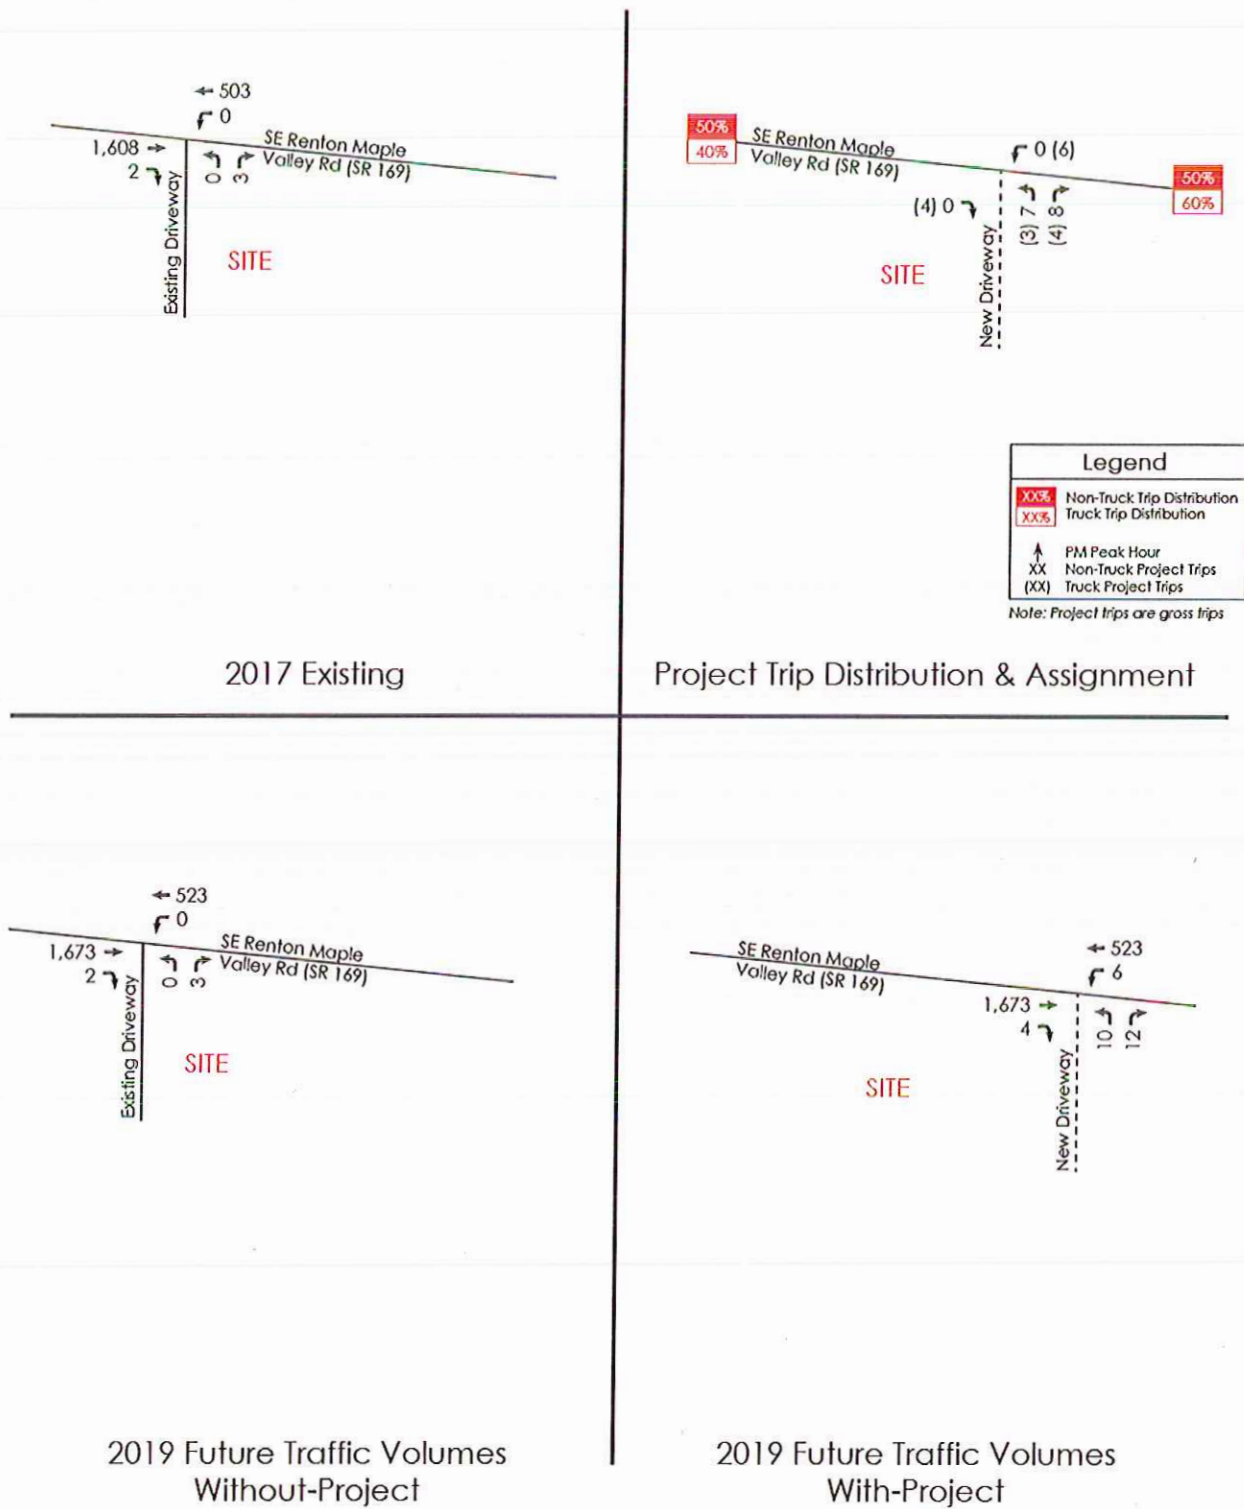 ← 503
0
1,608 →
2
0
3
SE Renton Maple
Valley Rd (SR 169)
Existing Driveway
SITE
2017 Existing
50%
40%
SE Renton Maple
Valley Rd (SR 169)
0 (6)
50%
60%
(4) 0
(3) 7
(4) 8
New Driveway
SITE
Legend
XX% Non-Truck Trip Distribution
XX% Truck Trip Distribution
PM Peak Hour
XX Non-Truck Project Trips
(XX) Truck Project Trips
Note: Project trips are gross trips
Project Trip Distribution & Assignment
← 523
0
1,673 →
2
0
3
SE Renton Maple
Valley Rd (SR 169)
Existing Driveway
SITE
2019 Future Traffic Volumes
Without-Project
SE Renton Maple
Valley Rd (SR 169)
← 523
6
1,673 →
4
10
12
New Driveway
SITE
2019 Future Traffic Volumes
With-Project